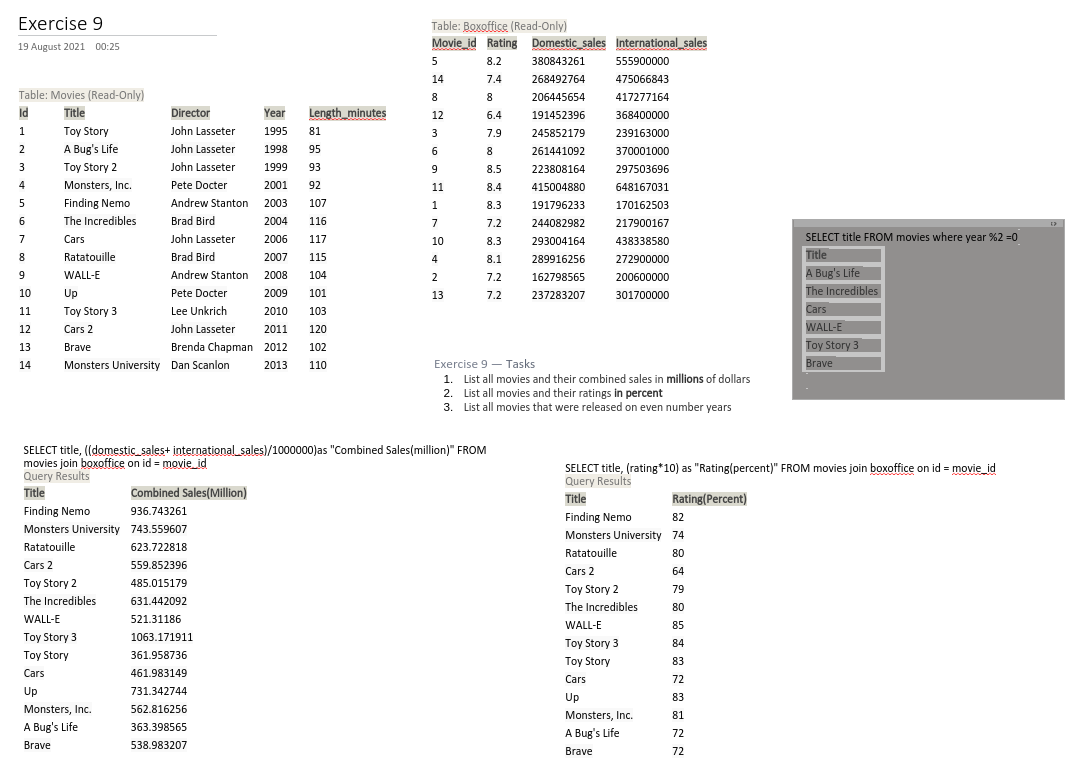 Exercise 9
19 August 2021 00:25
Table: Movies (Read-Only)
Id Title Director Year Length_minutes
1 Toy Story John Lasseter 1995 81
2 A Bug's Life John Lasseter 1998 95
3 Toy Story 2 John Lasseter 1999 93
4 Monsters, Inc. Pete Docter 2001 92
5 Finding Nemo Andrew Stanton 2003 107
6 The Incredibles Brad Bird 2004 116
7 Cars John Lasseter 2006 117
8 Ratatouille Brad Bird 2007 115
9 WALL-E Andrew Stanton 2008 104
10 Up Pete Docter 2009 101
11 Toy Story 3 Lee Unkrich 2010 103
12 Cars 2 John Lasseter 2011 120
13 Brave Brenda Chapman 2012 102
14 Monsters University Dan Scanlon 2013 110
Table: Boxoffice (Read-Only)
Movie_id Rating Domestic_sales International_sales
5 8.2 380843261 555900000
14 7.4 268492764 475066843
8 8 206445654 417277164
12 6.4 191452396 368400000
3 7.9 245852179 239163000
6 8 261441092 370001000
9 8.5 223808164 297503696
11 8.4 415004880 648167031
1 8.3 191796233 170162503
7 7.2 244082982 217900167
10 8.3 293004164 438338580
4 8.1 289916256 272900000
2 7.2 162798565 200600000
13 7.2 237283207 301700000
Exercise 9 — Tasks
1. List all movies and their combined sales in millions of dollars
2. List all movies and their ratings in percent
3. List all movies that were released on even number years
SELECT title FROM movies where year %2 =0
Title
A Bug's Life
The Incredibles
Cars
WALL-E
Toy Story 3
Brave
SELECT title, ((domestic_sales+ international_sales)/1000000)as "Combined Sales(million)" FROM
movies join boxoffice on id = movie_id
Query Results
Title Combined Sales(Million)
Finding Nemo 936.743261
Monsters University 743.559607
Ratatouille 623.722818
Cars 2 559.852396
Toy Story 2 485.015179
The Incredibles 631.442092
WALL-E 521.31186
Toy Story 3 1063.171911
Toy Story 361.958736
Cars 461.983149
Up 731.342744
Monsters, Inc. 562.816256
A Bug's Life 363.398565
Brave 538.983207
SELECT title, (rating*10) as "Rating(percent)" FROM movies join boxoffice on id = movie_id
Query Results
Title Rating(Percent)
Finding Nemo 82
Monsters University 74
Ratatouille 80
Cars 2 64
Toy Story 2 79
The Incredibles 80
WALL-E 85
Toy Story 3 84
Toy Story 83
Cars 72
Up 83
Monsters, Inc. 81
A Bug's Life 72
Brave 72